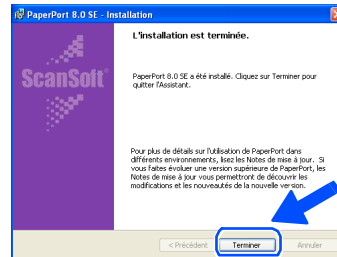 PaperPort 8.0 SE - Installation
L'installation est terminée.
ScanSoft
PaperPort 8.0 SE a été installé. Cliquez sur Terminer pour
quitter l'Assistant.
Pour plus de détails sur l'utilisation de PaperPort dans
différents environnements, lisez les Notes de mise à jour. Si
vous faites évoluer une version supérieure de PaperPort, les
Notes de mise à jour vous permettront de découvrir les
modifications et les nouveautés de la nouvelle version.
< Précédent
Terminer
Annuler